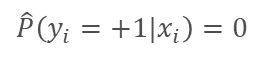 P̂(yᵢ = +1|xᵢ) = 0